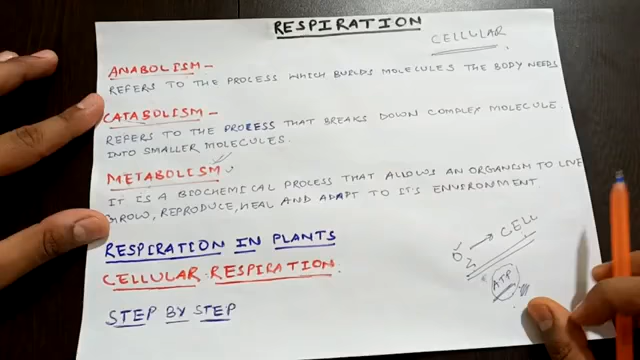 RESPIRATION
CELLULAR
ANABOLISM -
REFERS TO THE PROCESS WHICH BUILDS MOLECULES THE BODY NEEDS
CATABOLISM -
REFERS TO THE PROCESS THAT BREAKS DOWN COMPLEX MOLECULE
INTO SMALLER MOLECULES.
METABOLISM
IT IS A BIOCHEMICAL PROCESS THAT ALLOWS AN ORGANISM TO LIVE
GROW, REPRODUCE, HEAL AND ADAPT TO IT'S ENVIRONMENT.
RESPIRATION IN PLANTS
O2 → CELL
CELLULAR RESPIRATION.
ATP
STEP BY STEP